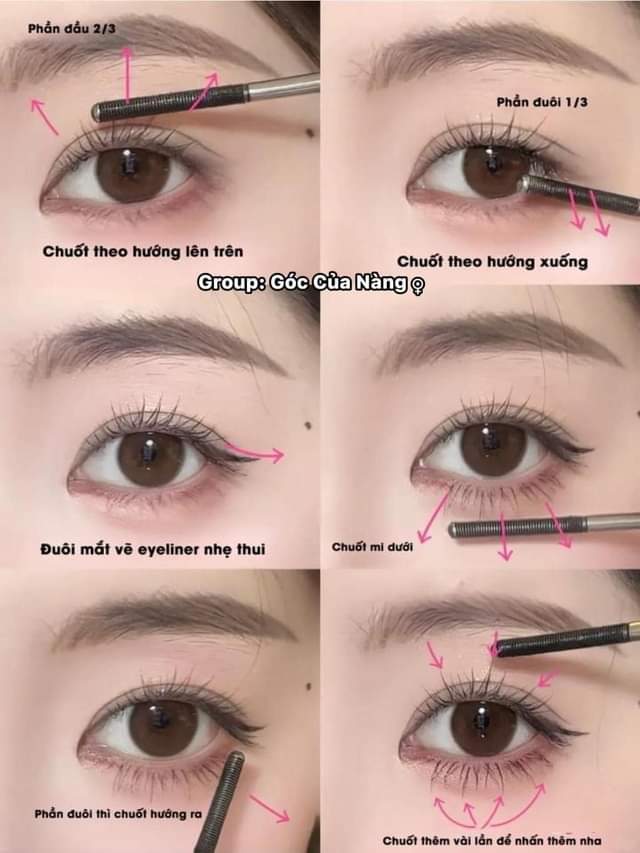 Phần đầu 2/3
Chuốt theo hướng lên trên
Phần đuôi 1/3
Chuốt theo hướng xuống
Group: Góc Của Nàng ♀
Đuôi mắt vẽ eyeliner nhẹ thui
Chuốt mi dưới
Phần đuôi thì chuốt hướng ra
Chuốt thêm vài lần để nhấn thêm nha